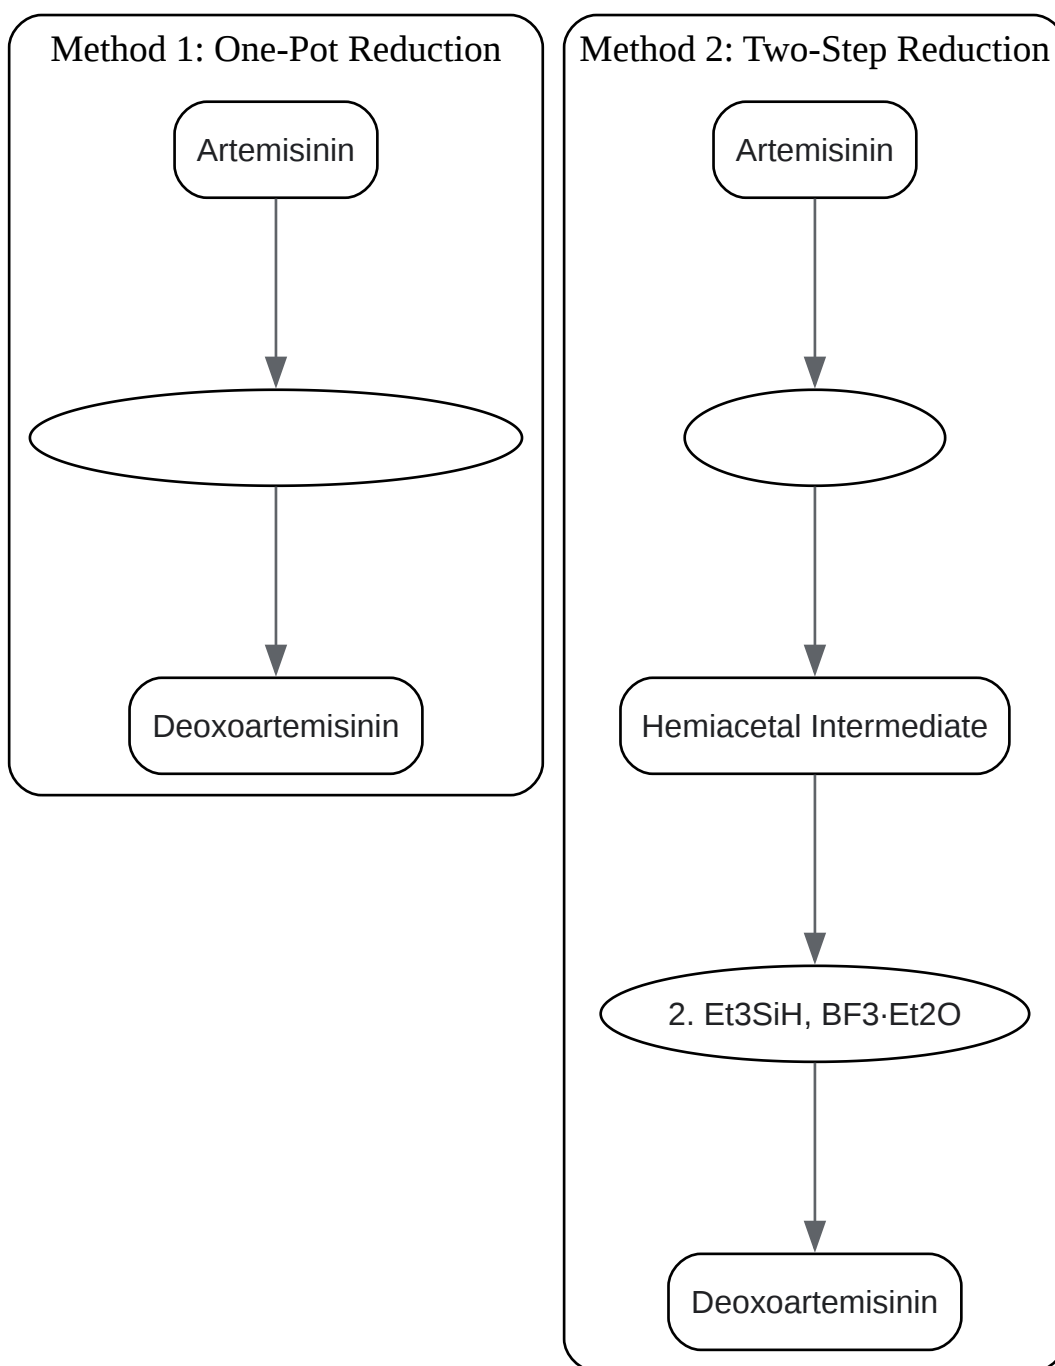 Method 1: One-Pot Reduction
Artemisinin
Deoxoartemisinin
Method 2: Two-Step Reduction
Artemisinin
Hemiacetal Intermediate
2. Et3SiH, BF3·Et2O
Deoxoartemisinin